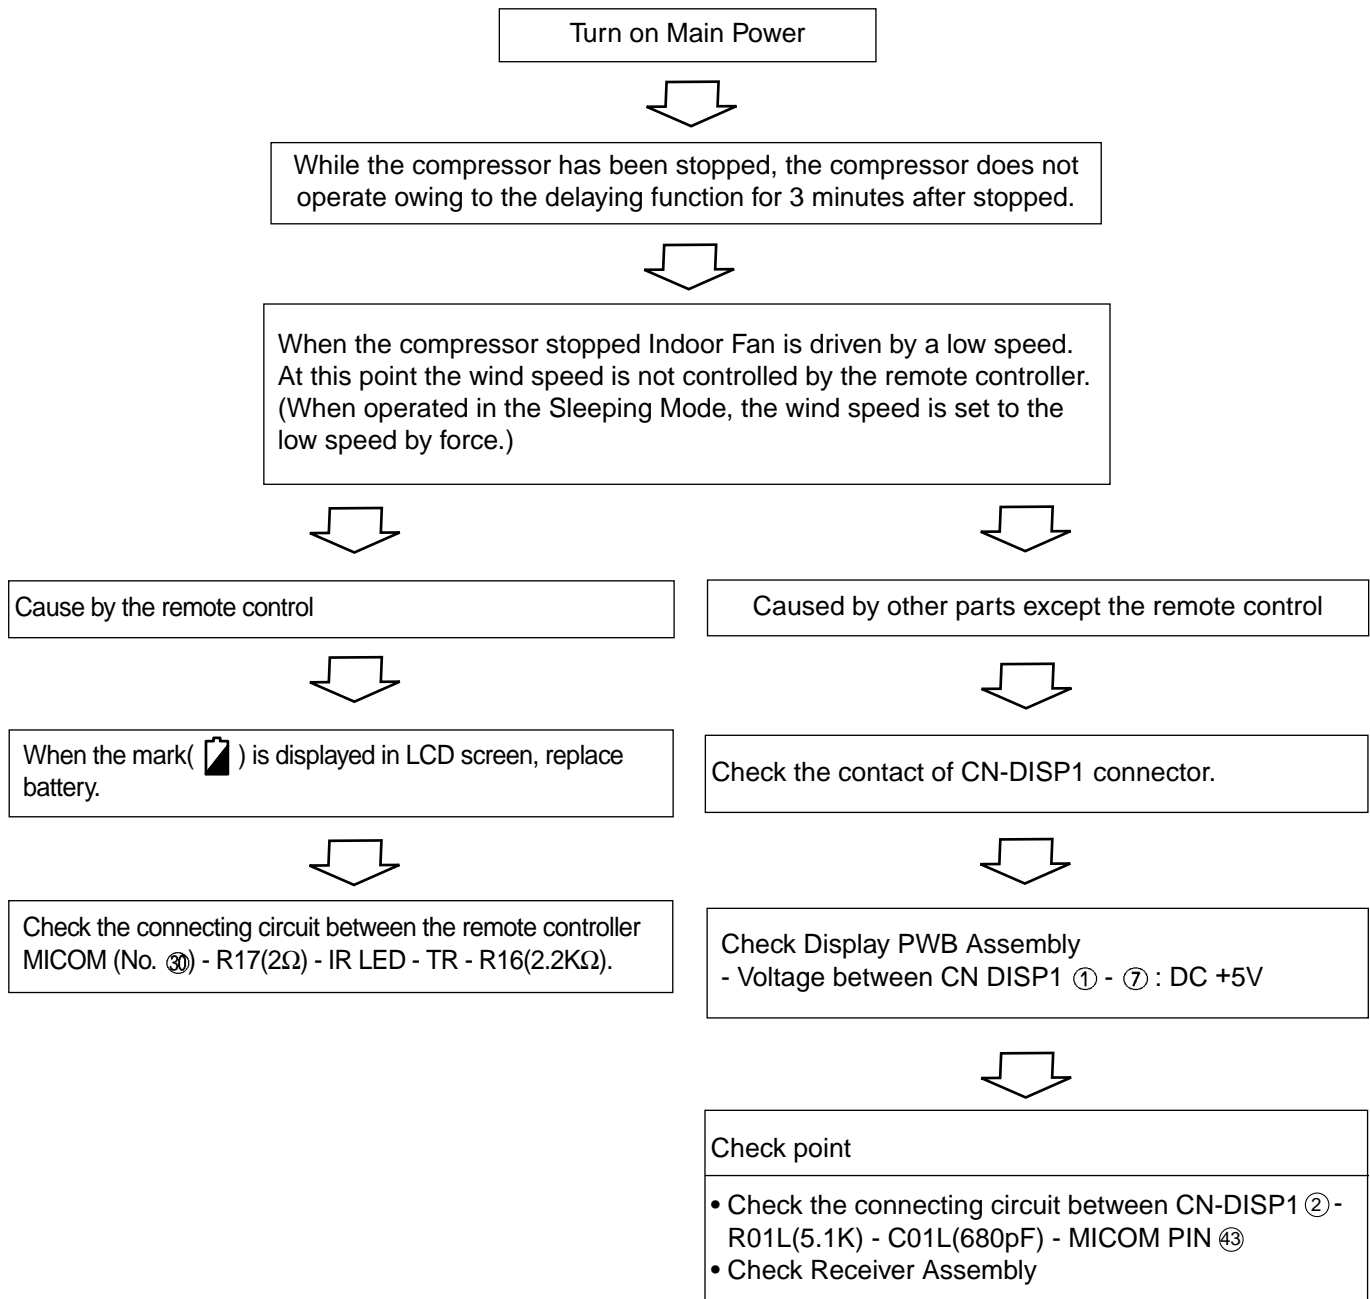 Turn on Main Power
While the compressor has been stopped, the compressor does not
operate owing to the delaying function for 3 minutes after stopped.
When the compressor stopped Indoor Fan is driven by a low speed.
At this point the wind speed is not controlled by the remote controller.
(When operated in the Sleeping Mode, the wind speed is set to the
low speed by force.)
Cause by the remote control
When the mark( ) is displayed in LCD screen, replace
battery.
Check the connecting circuit between the remote controller
MICOM (No. ㉚) - R17(2Ω) - IR LED - TR - R16(2.2KΩ).
Caused by other parts except the remote control
Check the contact of CN-DISP1 connector.
Check Display PWB Assembly
- Voltage between CN DISP1 ① - ⑦ : DC +5V
Check point
• Check the connecting circuit between CN-DISP1 ② -
R01L(5.1K) - C01L(680pF) - MICOM PIN ㊸
• Check Receiver Assembly